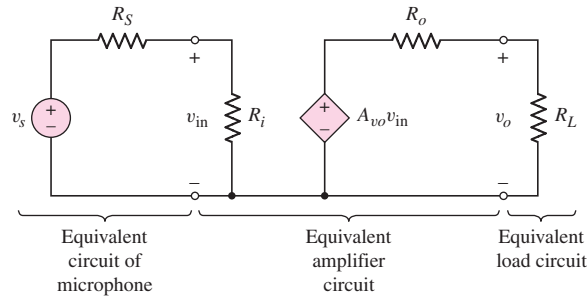 R_S
R_o
+
+
v_s
+
−
v_in
R_i
+
−
A_vo v_in
v_o
R_L
−
−
Equivalent
circuit of
microphone
Equivalent
amplifier
circuit
Equivalent
load circuit